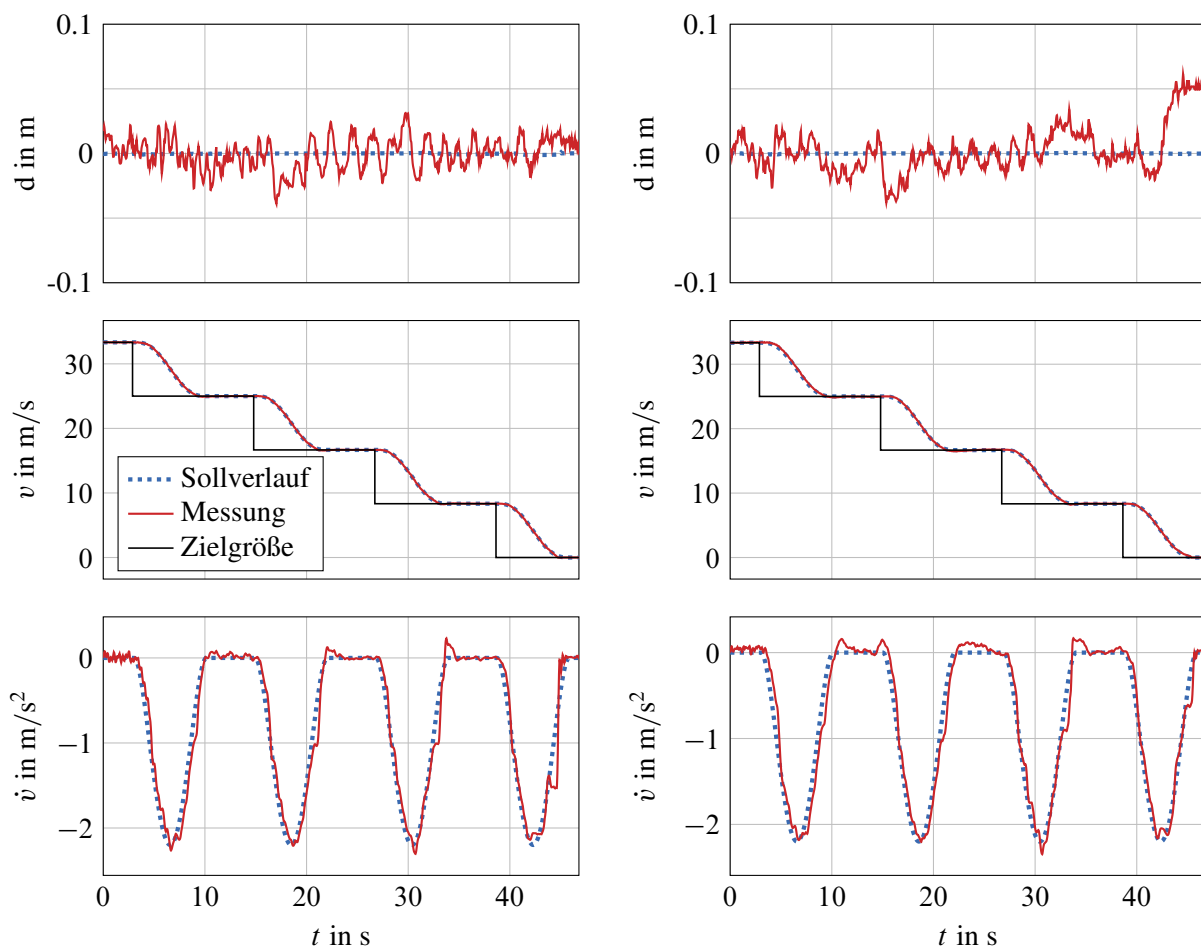 0.1
0
-0.1
d in m
0.1
0
-0.1
d in m
30
20
10
0
v in m/s
Sollverlauf
Messung
Zielgröße
30
20
10
0
v in m/s
0
−1
−2
v̇ in m/s²
0 10 20 30 40
t in s
0
−1
−2
v̇ in m/s²
0 10 20 30 40
t in s